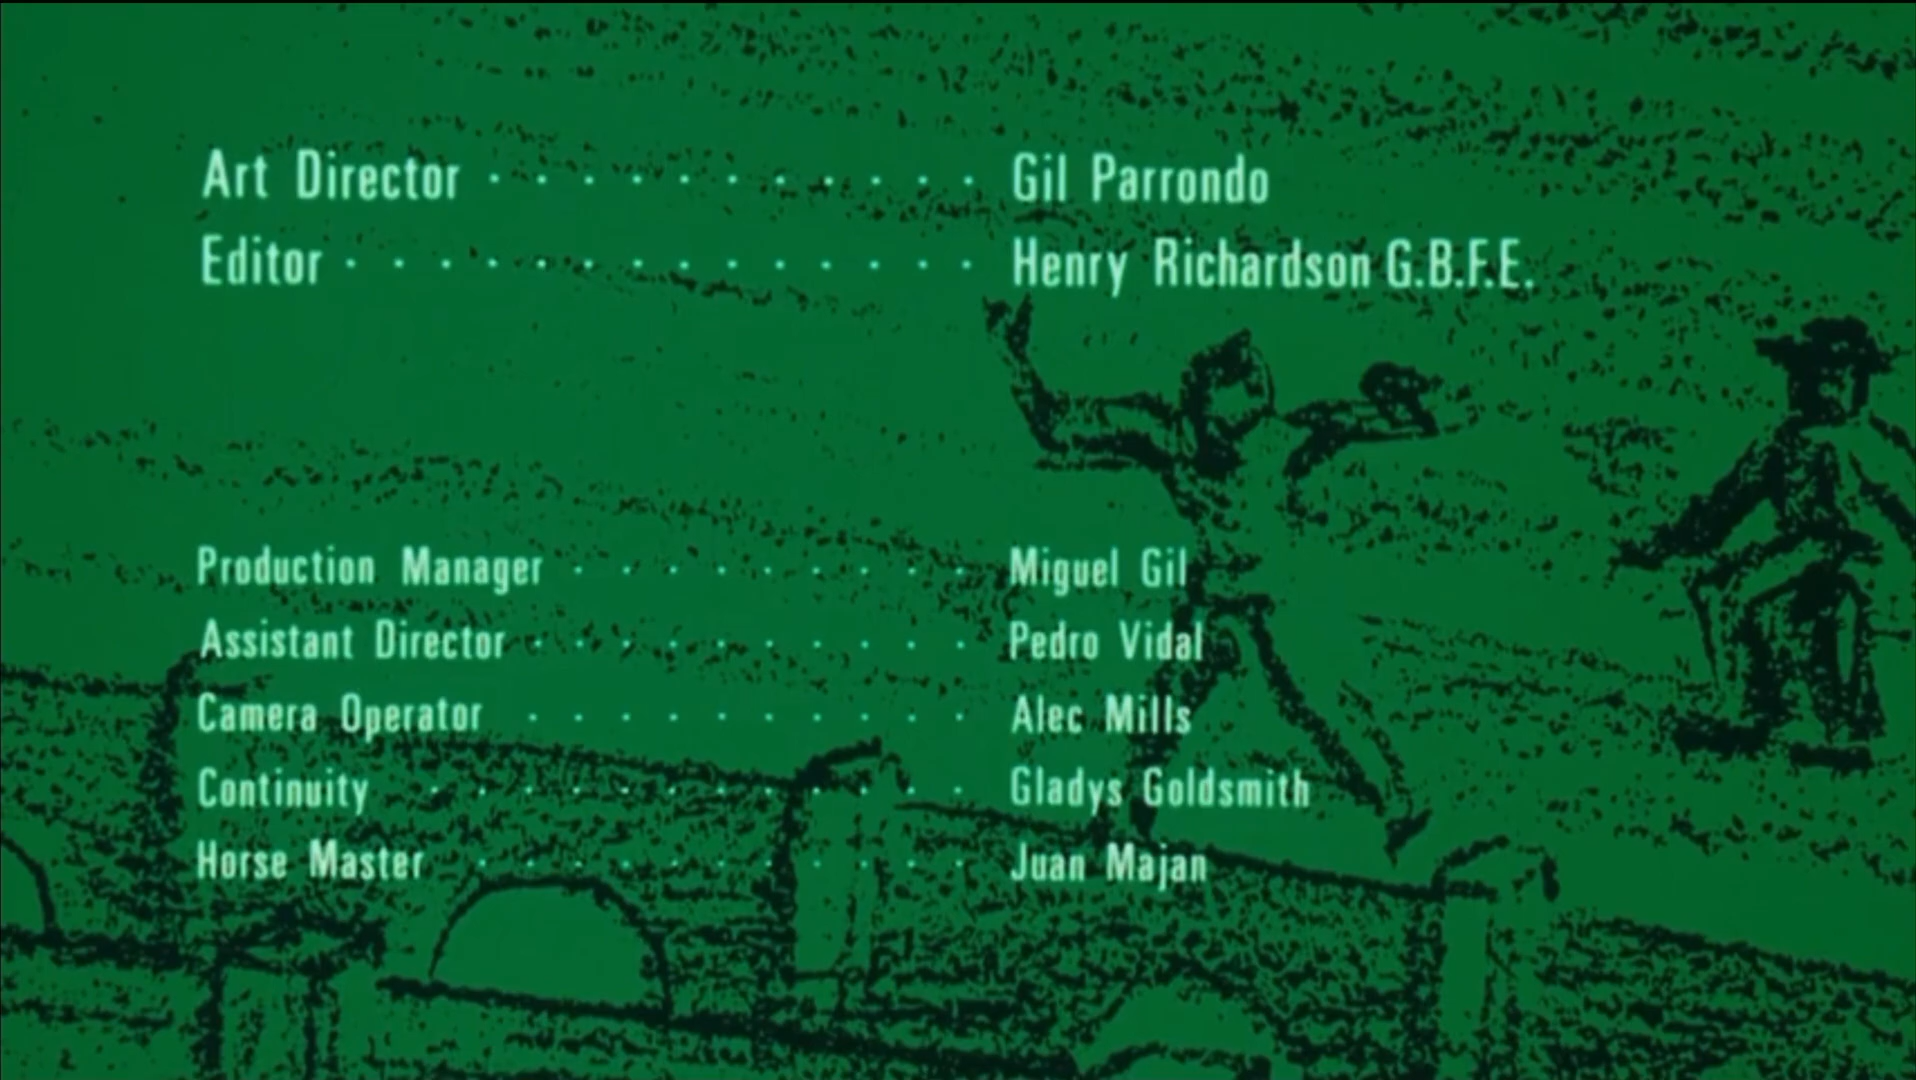 Art Director . . . . . . . . . . . Gil Parrondo
Editor . . . . . . . . . . . . . . Henry Richardson G.B.F.E.
Production Manager . . . . . . . . . Miguel Gil
Assistant Director . . . . . . . . . . Pedro Vidal
Camera Operator . . . . . . . . . . Alec Mills
Continuity . . . . . . . . . . . . Gladys Goldsmith
Horse Master . . . . . . . . . . . Juan Majan